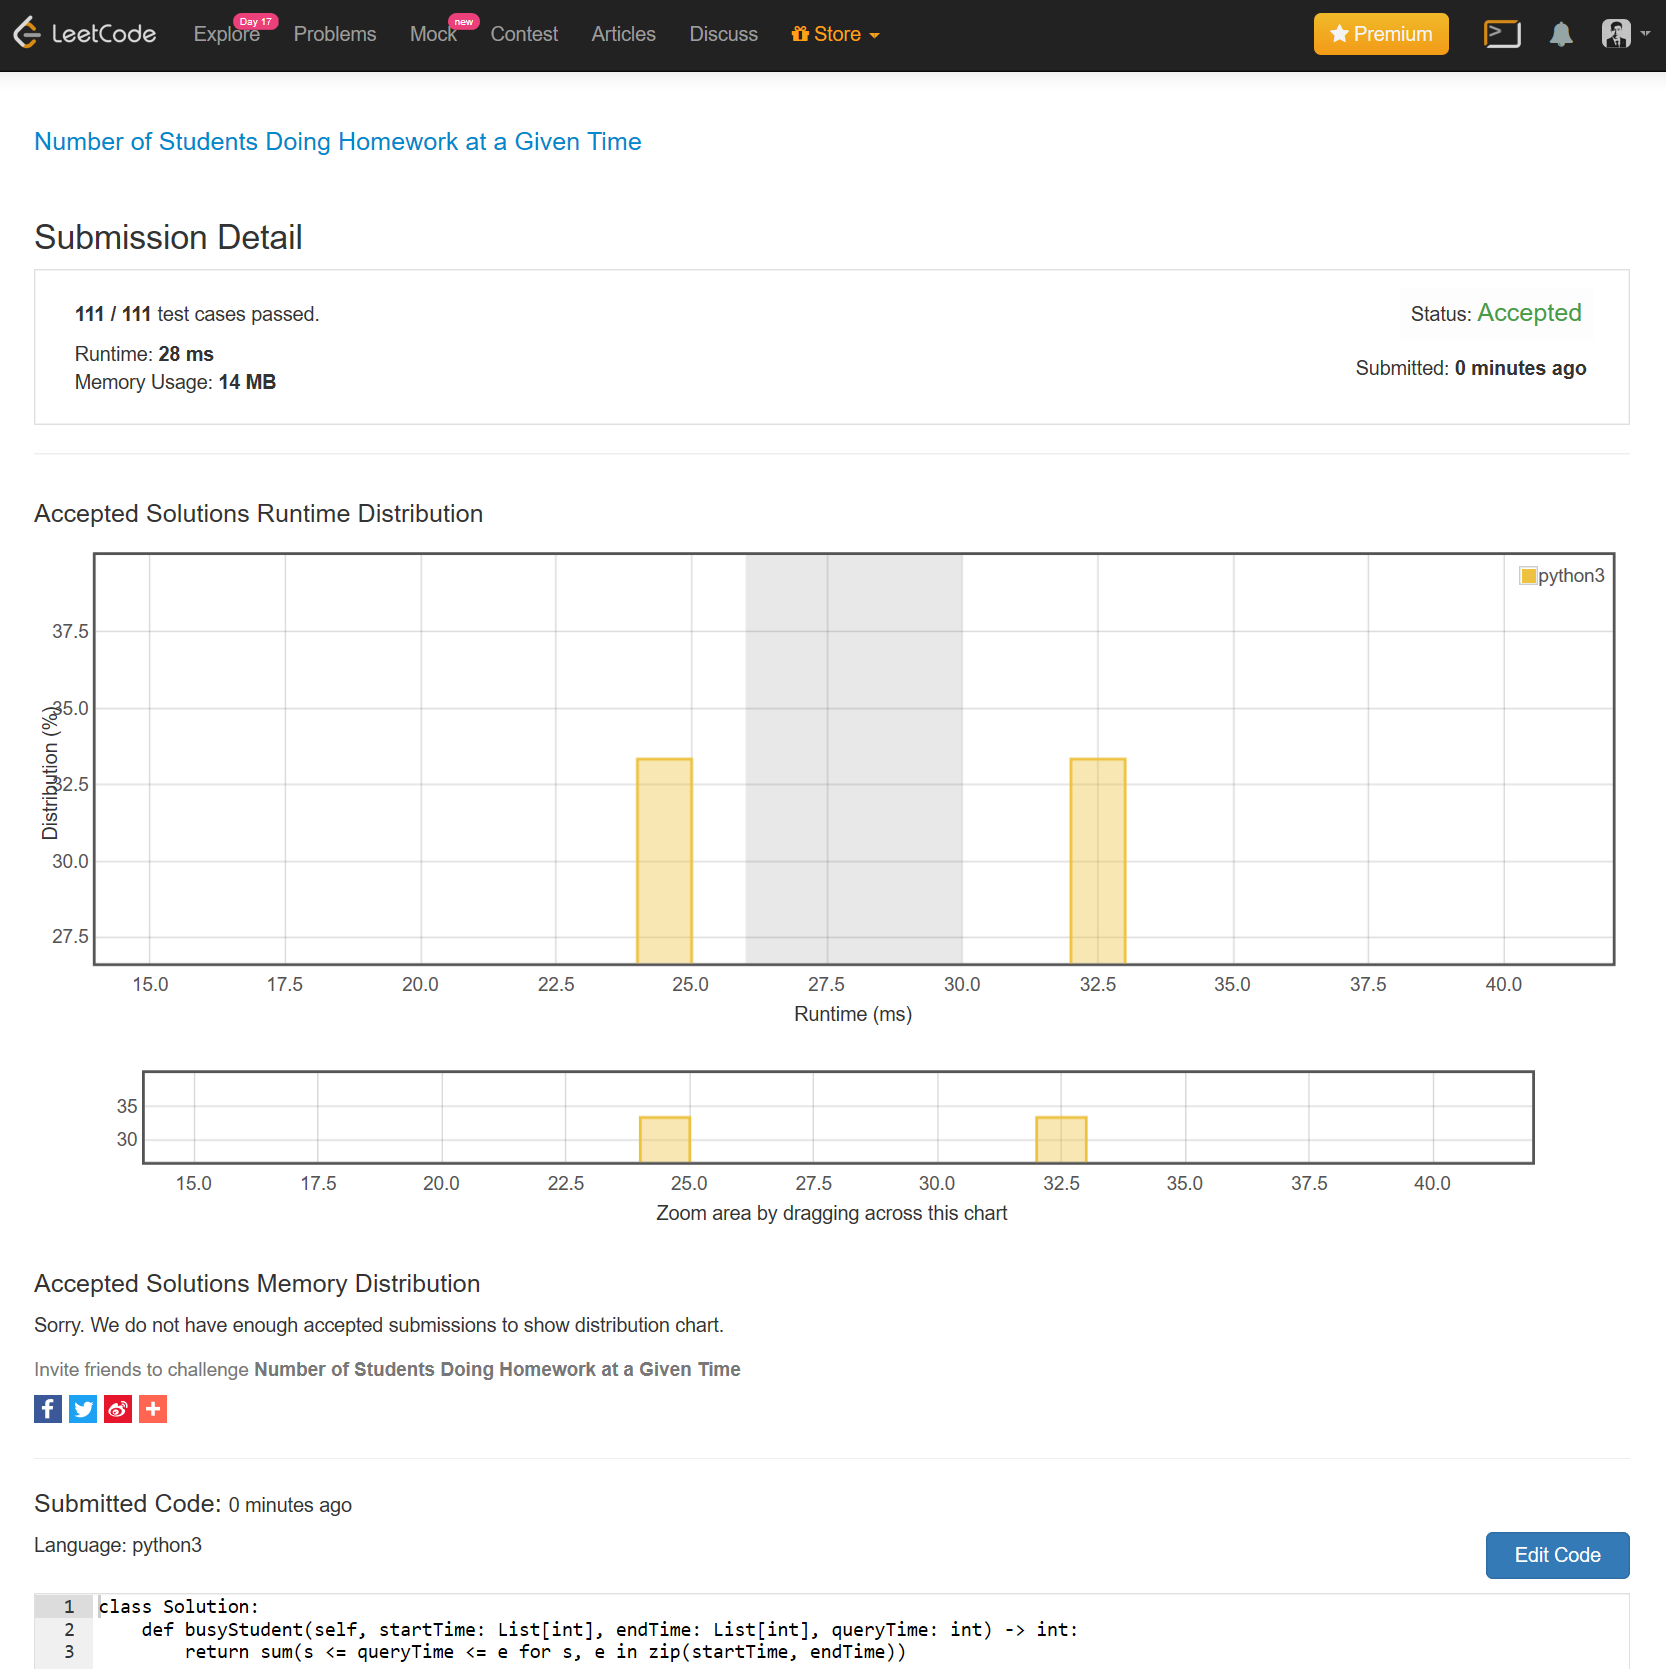 LeetCode Explore Day 17 Problems Mock new Contest Articles Discuss Store Premium
Number of Students Doing Homework at a Given Time
Submission Detail
111 / 111 test cases passed.
Status: Accepted
Runtime: 28 ms
Submitted: 0 minutes ago
Memory Usage: 14 MB
Accepted Solutions Runtime Distribution
python3
37.5
35.0
32.5
30.0
27.5
Distribution (%)
15.0 17.5 20.0 22.5 25.0 27.5 30.0 32.5 35.0 37.5 40.0
Runtime (ms)
35
30
15.0 17.5 20.0 22.5 25.0 27.5 30.0 32.5 35.0 37.5 40.0
Zoom area by dragging across this chart
Accepted Solutions Memory Distribution
Sorry. We do not have enough accepted submissions to show distribution chart.
Invite friends to challenge Number of Students Doing Homework at a Given Time
Submitted Code: 0 minutes ago
Language: python3
Edit Code
1 class Solution:
2     def busyStudent(self, startTime: List[int], endTime: List[int], queryTime: int) -> int:
3         return sum(s <= queryTime <= e for s, e in zip(startTime, endTime))